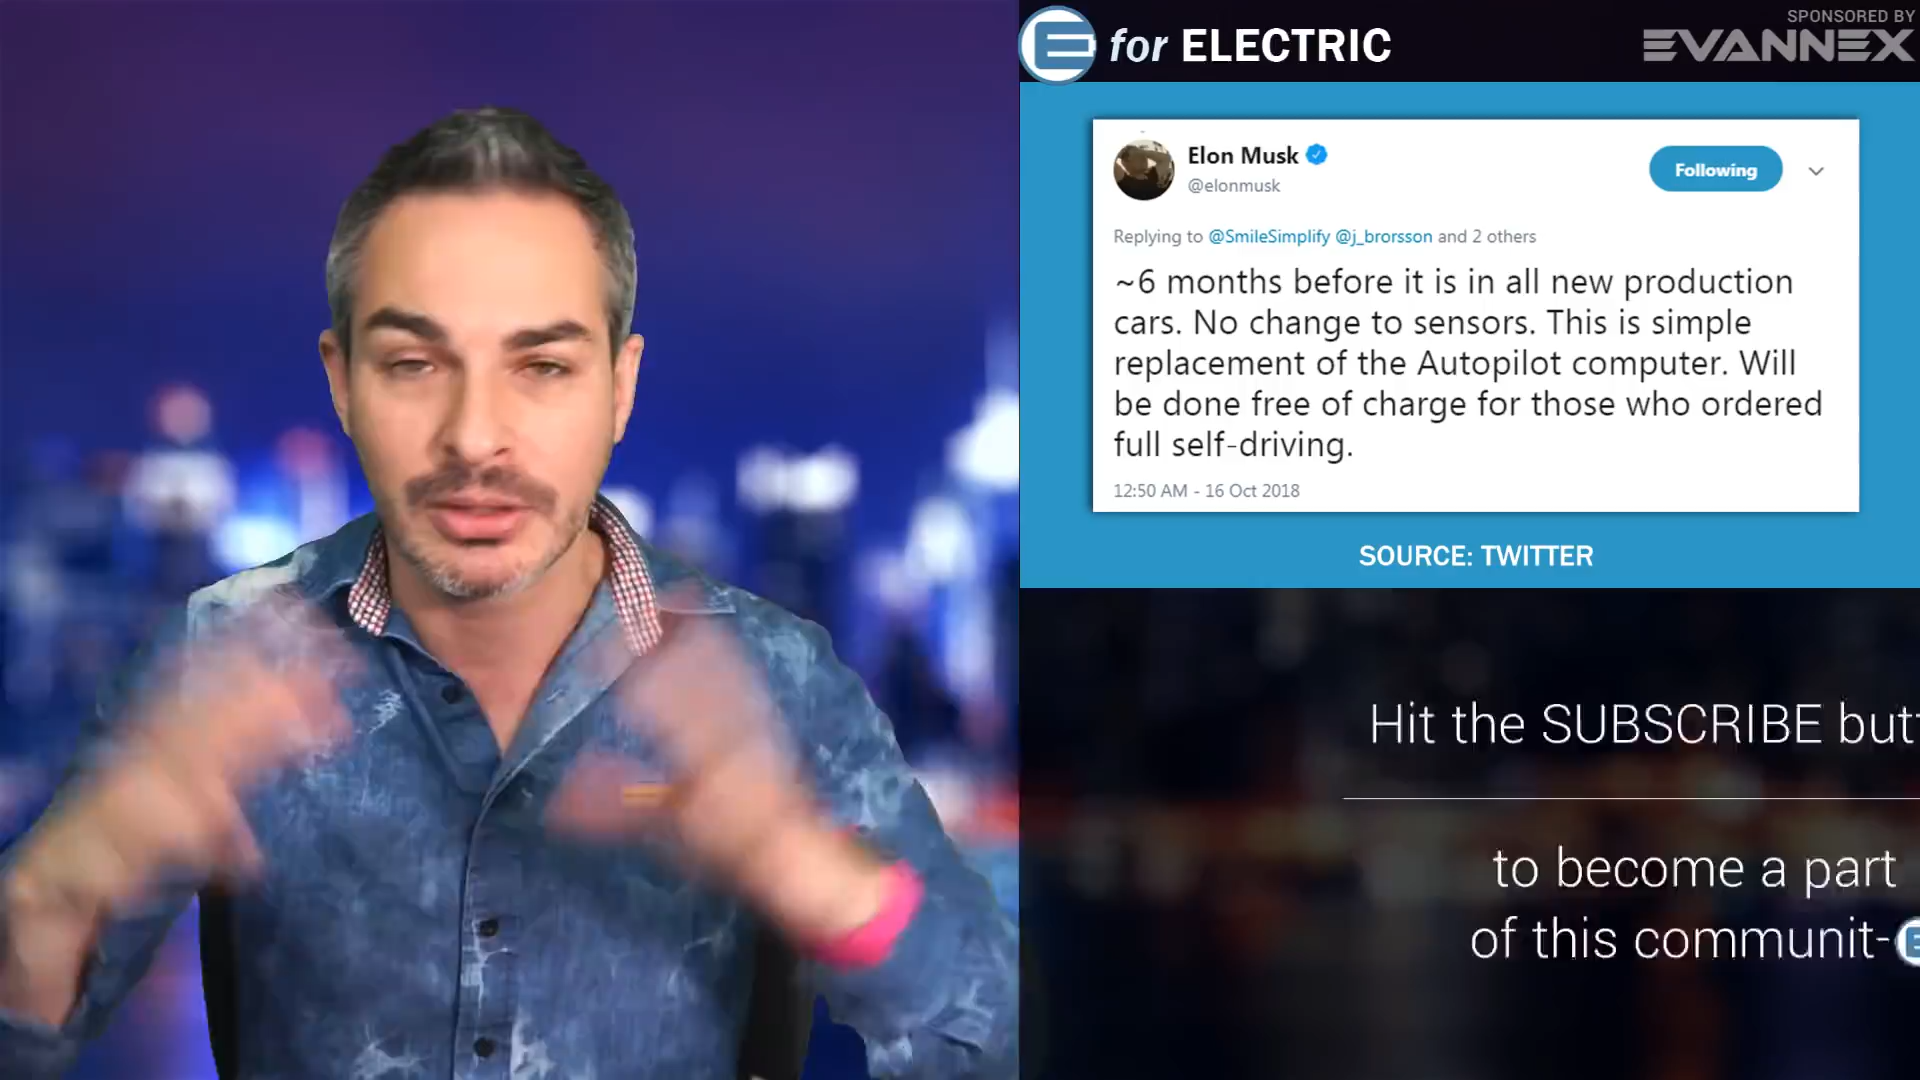 SPONSORED BY
E for ELECTRIC
EVANNEX
Elon Musk
@elonmusk
Following
Replying to @SmileSimplify @j_brorsson and 2 others
~6 months before it is in all new production
cars. No change to sensors. This is simple
replacement of the Autopilot computer. Will
be done free of charge for those who ordered
full self-driving.
12:50 AM - 16 Oct 2018
SOURCE: TWITTER
Hit the SUBSCRIBE butt
to become a part
of this communit-E